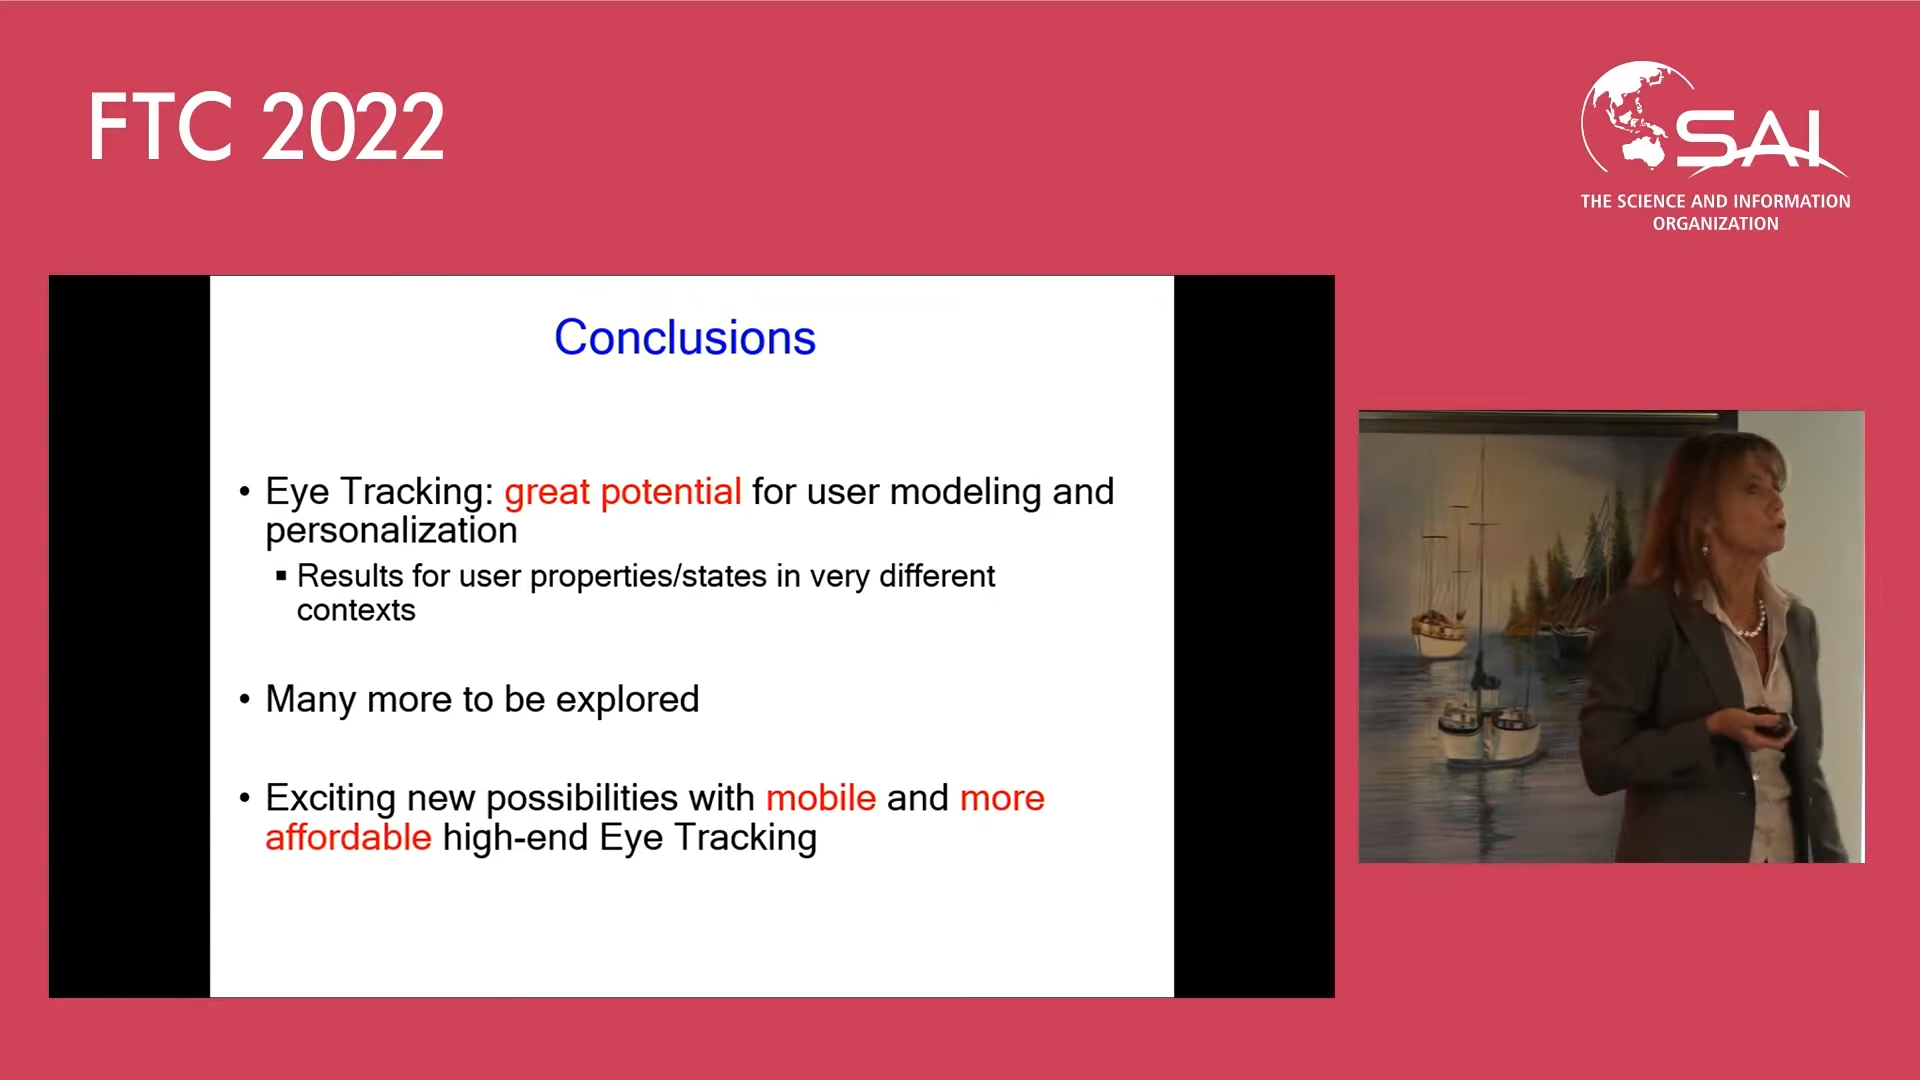 FTC 2022
SAI
THE SCIENCE AND INFORMATION
ORGANIZATION
Conclusions
• Eye Tracking: great potential for user modeling and
personalization
▪ Results for user properties/states in very different
contexts
• Many more to be explored
• Exciting new possibilities with mobile and more
affordable high-end Eye Tracking